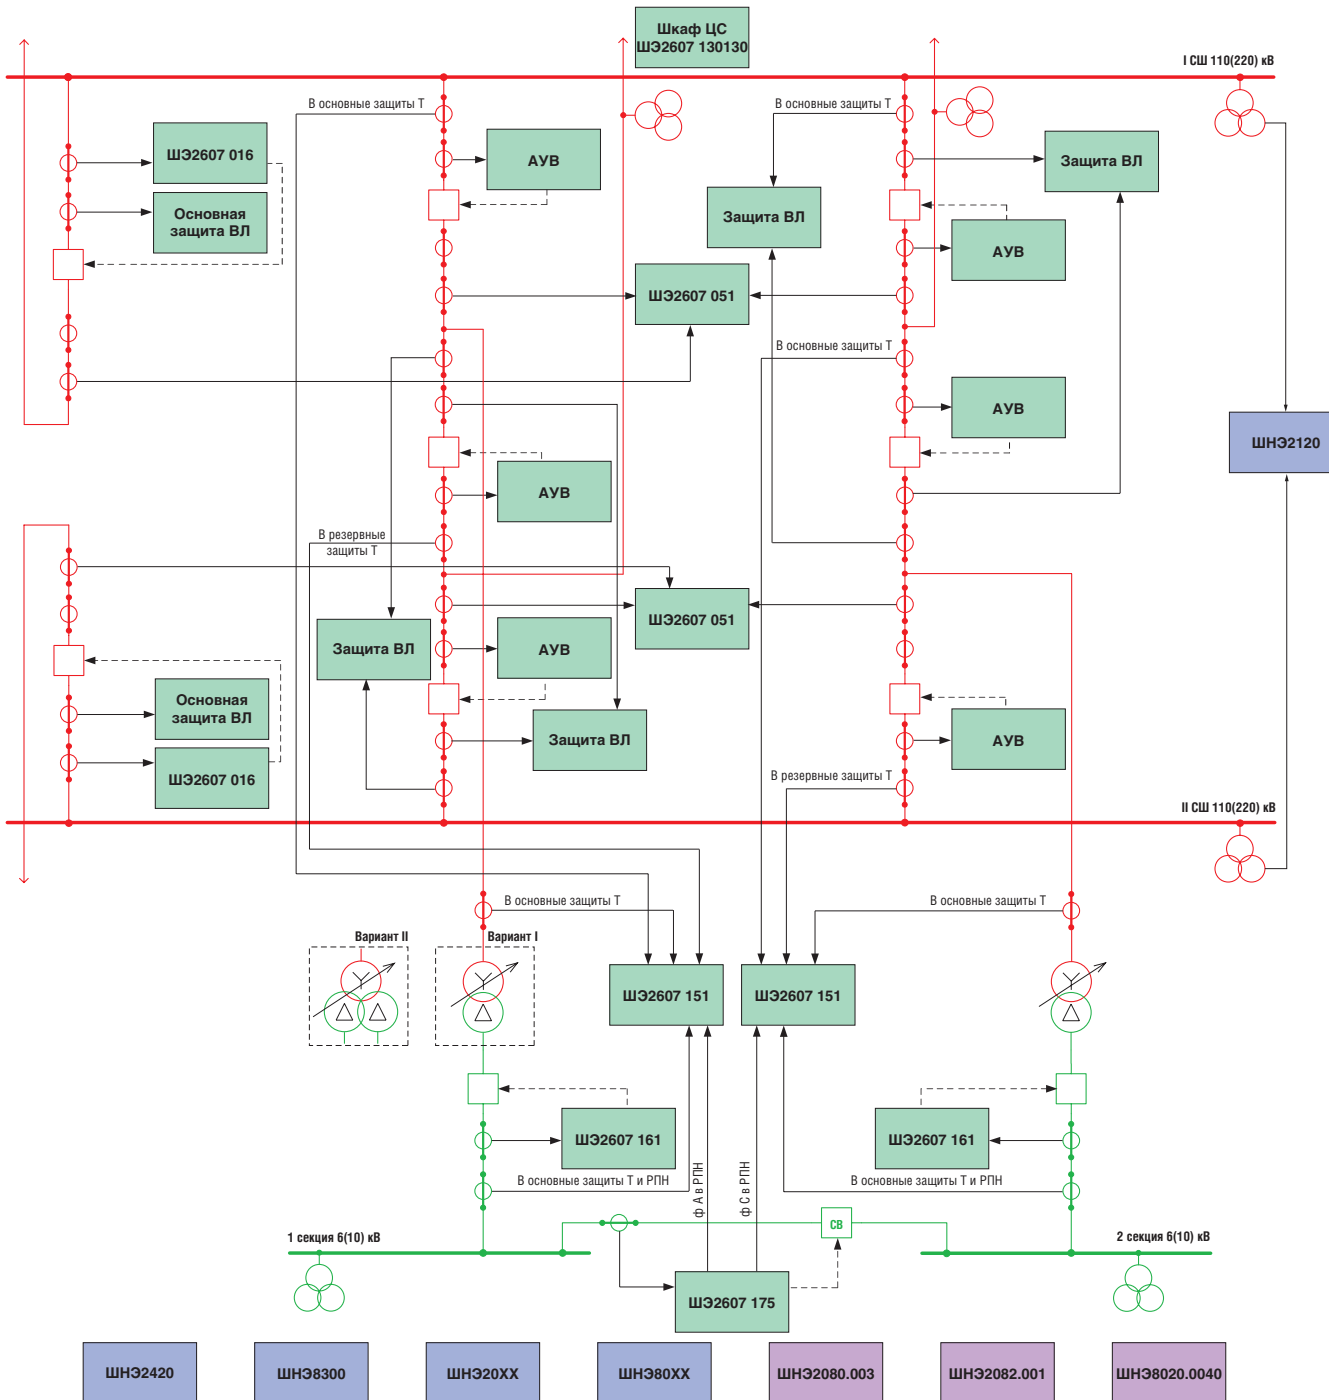 Шкаф ЦС
ШЭ2607 130130
I СШ 110(220) кВ
В основные защиты Т
В основные защиты Т
ШЭ2607 016
АУВ
Защита ВЛ
Основная
защита ВЛ
Защита ВЛ
АУВ
ШЭ2607 051
В основные защиты Т
АУВ
ШНЭ2120
АУВ
В резервные
защиты Т
ШЭ2607 051
Защита ВЛ
АУВ
Основная
защита ВЛ
Защита ВЛ
АУВ
ШЭ2607 016
В резервные защиты Т
II СШ 110(220) кВ
В основные защиты Т
В основные защиты Т
Вариант II
Вариант I
ШЭ2607 151
ШЭ2607 151
ШЭ2607 161
ШЭ2607 161
В основные защиты Т и РПН
ф А в РПН
ф С в РПН
В основные защиты Т и РПН
СВ
1 секция 6(10) кВ
2 секция 6(10) кВ
ШЭ2607 175
ШНЭ2420
ШНЭ8300
ШНЭ20ХХ
ШНЭ80ХХ
ШНЭ2080.003
ШНЭ2082.001
ШНЭ8020.0040